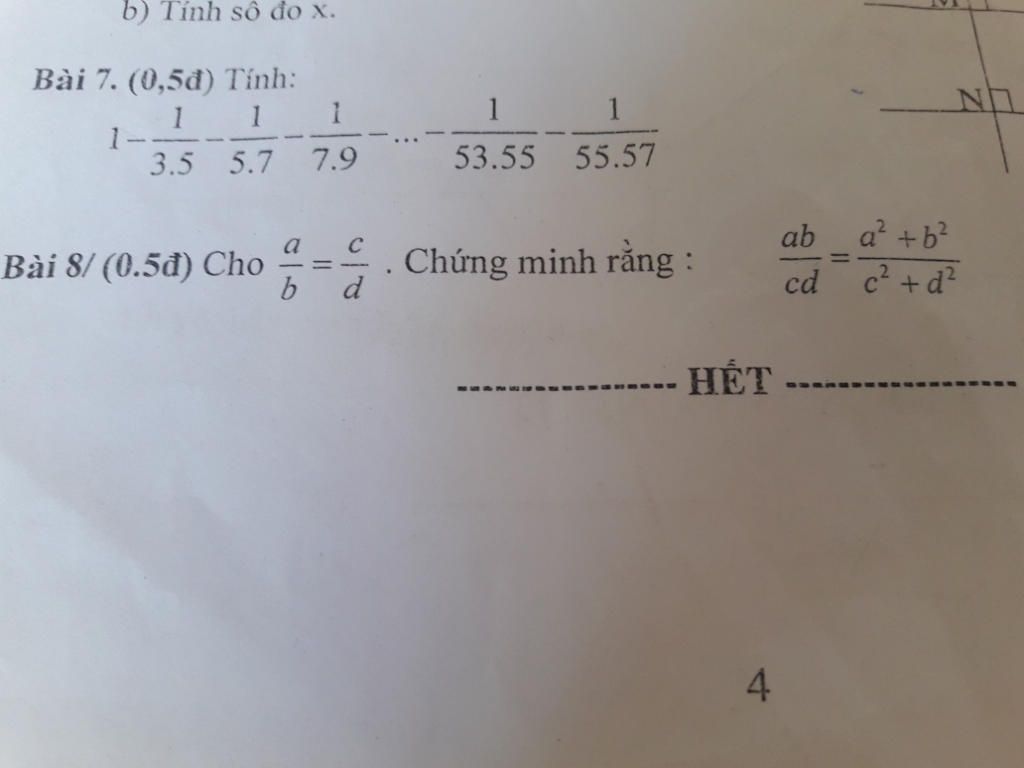 b) Tính số đo x.
M
Bài 7. (0,5đ) Tính:
N
1 - 1/3.5 - 1/5.7 - 1/7.9 - ... - 1/53.55 - 1/55.57
Bài 8/ (0.5đ) Cho a/b = c/d . Chứng minh rằng : ab/cd = a² + b²/c² + d²
----------------- HẾT ------------------
4